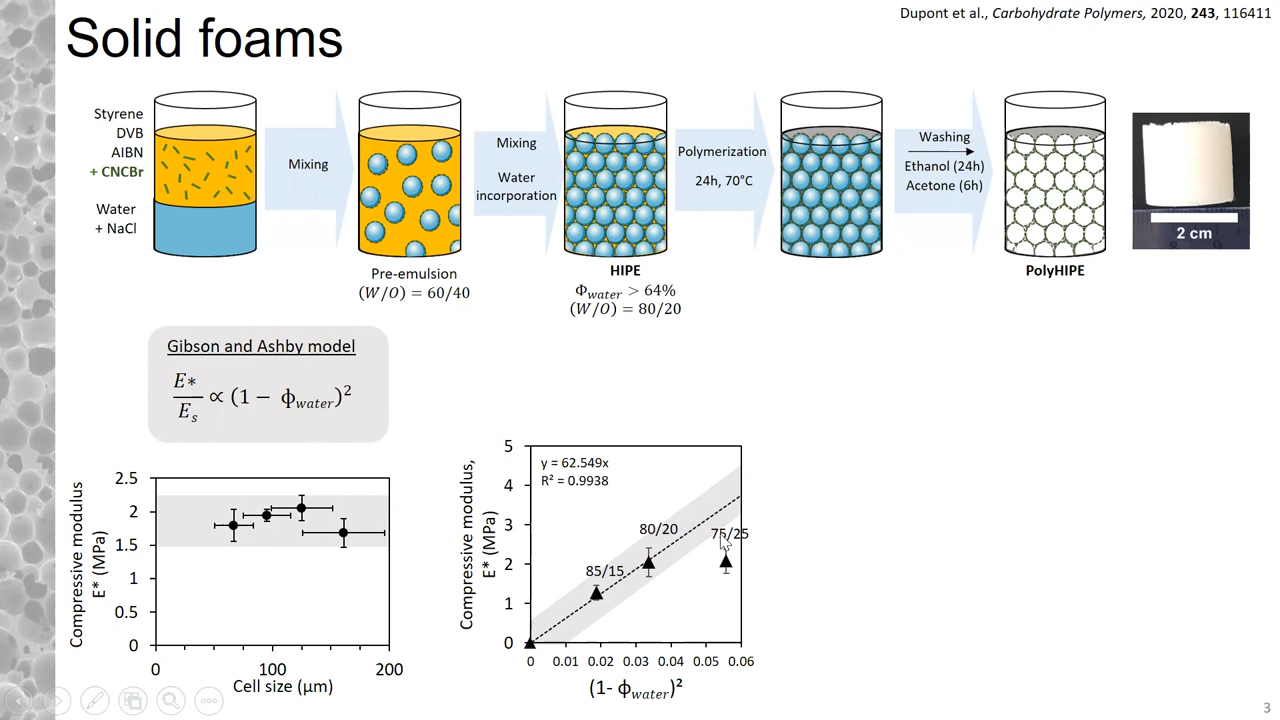 Dupont et al., Carbohydrate Polymers, 2020, 243, 116411
Solid foams
Styrene
DVB
AIBN
+ CNCBr
Water
+ NaCl
Mixing
Pre-emulsion
(W/O) = 60/40
Mixing
Water
incorporation
HIPE
Φwater > 64%
(W/O) = 80/20
Polymerization
24h, 70°C
Washing
Ethanol (24h)
Acetone (6h)
PolyHIPE
2 cm
Gibson and Ashby model
E*/Es ∝ (1 − ϕwater)²
Compressive modulus
E* (MPa)
2.5
2
1.5
1
0.5
0
0 100 200
Cell size (µm)
Compressive modulus,
E* (MPa)
5
4
3
2
1
0
y = 62.549x
R² = 0.9938
85/15
80/20
75/25
0 0.01 0.02 0.03 0.04 0.05 0.06
(1- ϕwater)²
3